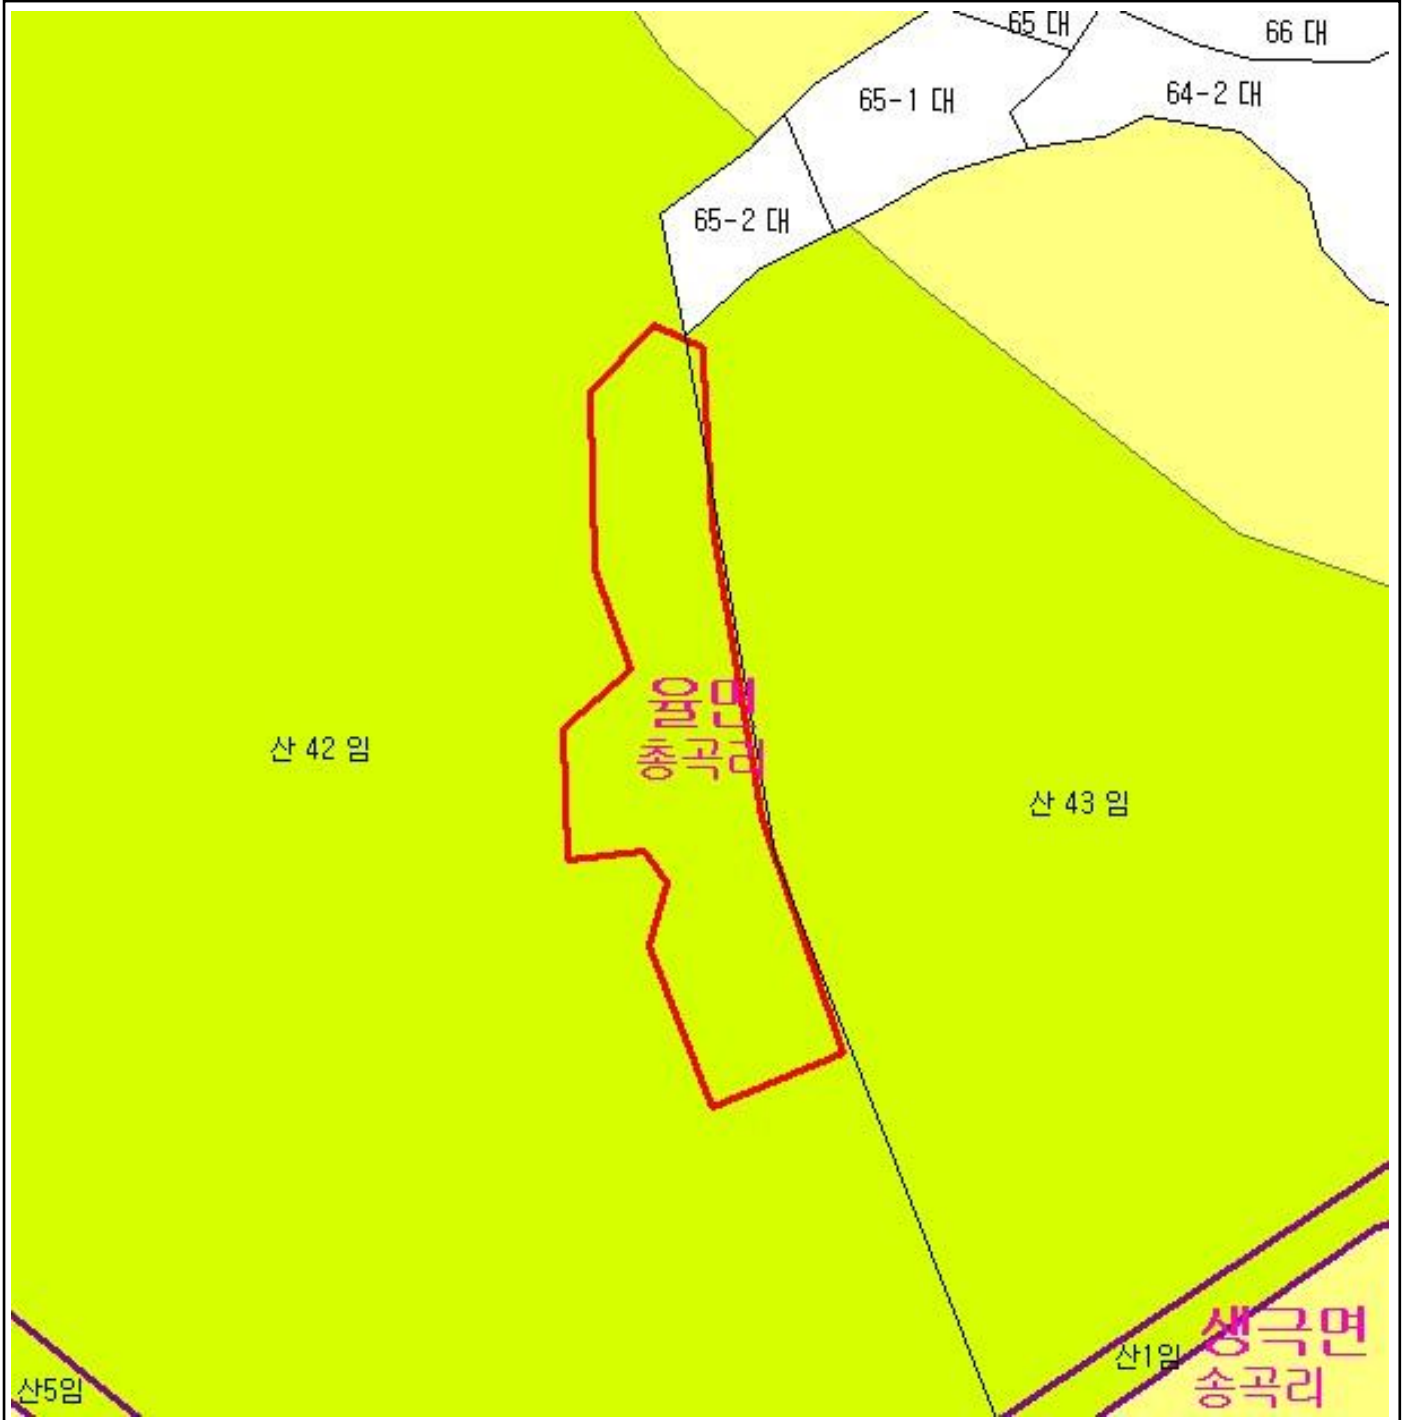 65 대
66 대
65-1 대
64-2 대
65-2 대
율면
총곡리
산 42 임
산 43 임
생극면
산1임
송곡리
산5임